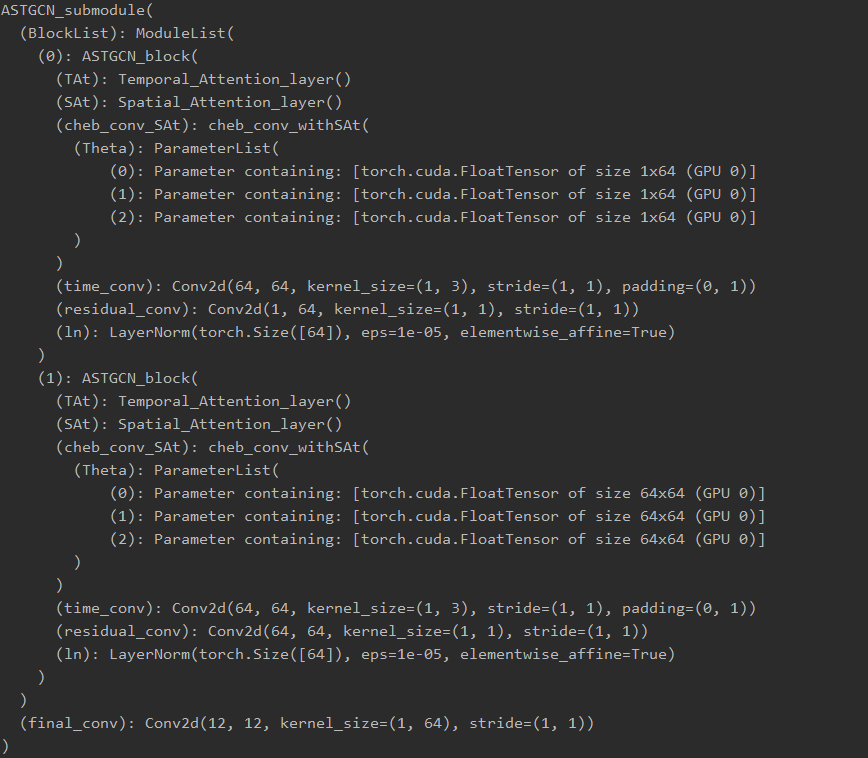 ASTGCN_submodule(
  (BlockList): ModuleList(
    (0): ASTGCN_block(
      (TAt): Temporal_Attention_layer()
      (SAt): Spatial_Attention_layer()
      (cheb_conv_SAt): cheb_conv_withSAt(
        (Theta): ParameterList(
            (0): Parameter containing: [torch.cuda.FloatTensor of size 1x64 (GPU 0)]
            (1): Parameter containing: [torch.cuda.FloatTensor of size 1x64 (GPU 0)]
            (2): Parameter containing: [torch.cuda.FloatTensor of size 1x64 (GPU 0)]
        )
      )
      (time_conv): Conv2d(64, 64, kernel_size=(1, 3), stride=(1, 1), padding=(0, 1))
      (residual_conv): Conv2d(1, 64, kernel_size=(1, 1), stride=(1, 1))
      (ln): LayerNorm(torch.Size([64]), eps=1e-05, elementwise_affine=True)
    )
    (1): ASTGCN_block(
      (TAt): Temporal_Attention_layer()
      (SAt): Spatial_Attention_layer()
      (cheb_conv_SAt): cheb_conv_withSAt(
        (Theta): ParameterList(
            (0): Parameter containing: [torch.cuda.FloatTensor of size 64x64 (GPU 0)]
            (1): Parameter containing: [torch.cuda.FloatTensor of size 64x64 (GPU 0)]
            (2): Parameter containing: [torch.cuda.FloatTensor of size 64x64 (GPU 0)]
        )
      )
      (time_conv): Conv2d(64, 64, kernel_size=(1, 3), stride=(1, 1), padding=(0, 1))
      (residual_conv): Conv2d(64, 64, kernel_size=(1, 1), stride=(1, 1))
      (ln): LayerNorm(torch.Size([64]), eps=1e-05, elementwise_affine=True)
    )
  )
  (final_conv): Conv2d(12, 12, kernel_size=(1, 64), stride=(1, 1))
)